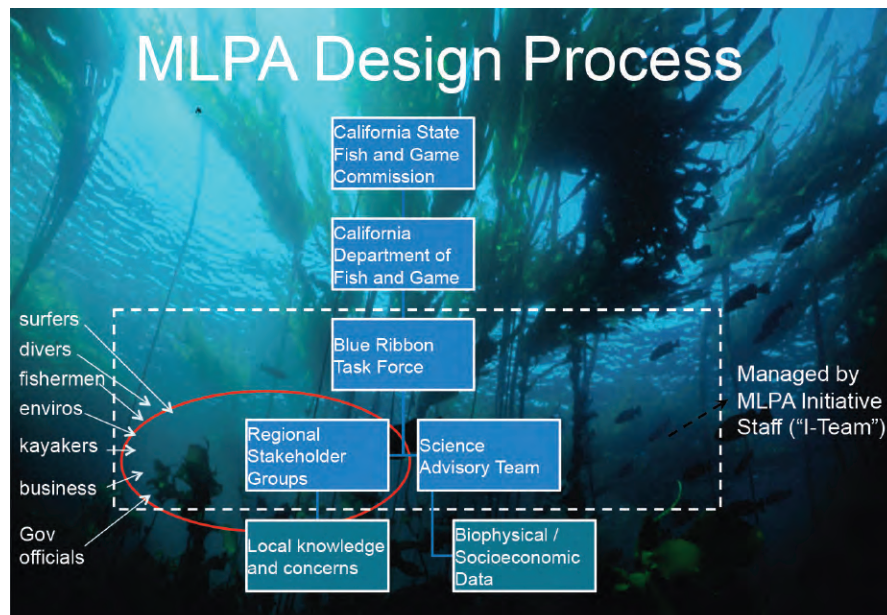 MLPA Design Process
California State
Fish and Game
Commission
California
Department of
Fish and Game
Blue Ribbon
Task Force
surfers
divers
fishermen
enviros
kayakers
business
Gov
officials
Regional
Stakeholder
Groups
Science
Advisory Team
Managed by
MLPA Initiative
Staff (“I-Team”)
Local knowledge
and concerns
Biophysical /
Socioeconomic
Data